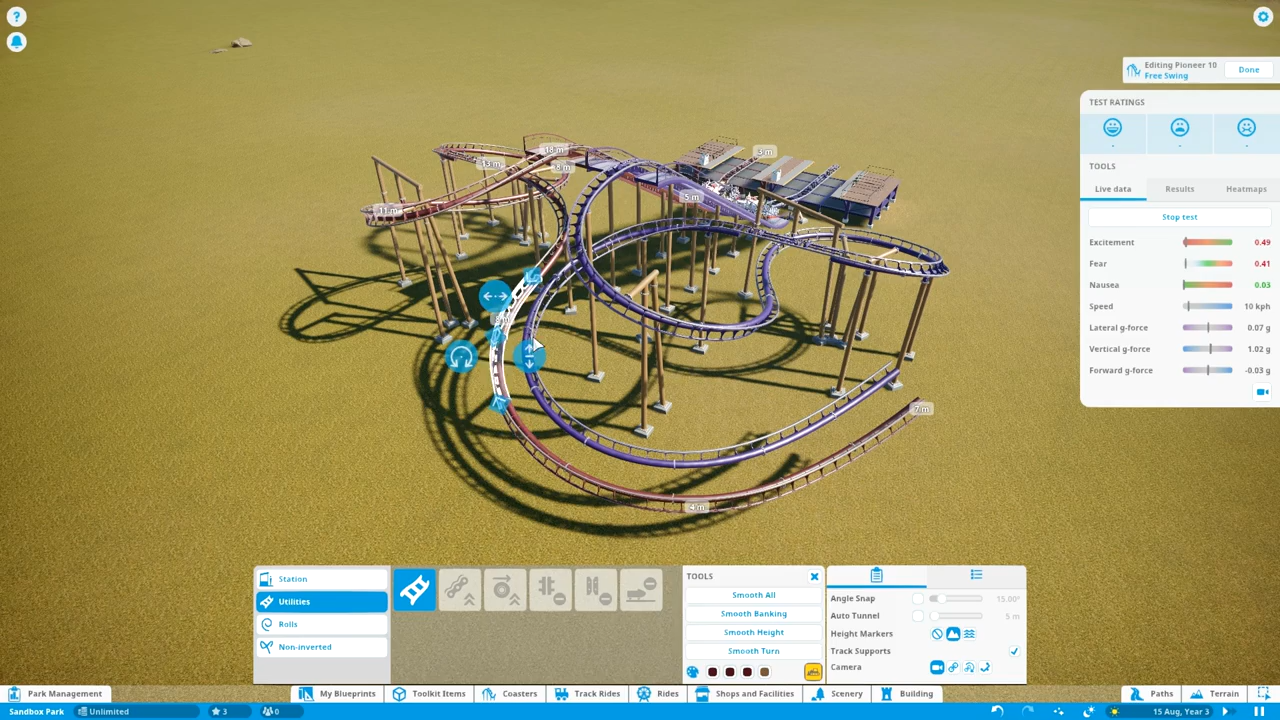 ?
Editing Pioneer 10
Free Swing
Done
TEST RATINGS
- - -
TOOLS
Live data Results Heatmaps
Stop test
Excitement 0.49
Fear 0.41
Nausea 0.03
Speed 10 kph
Lateral g-force 0.07 g
Vertical g-force 1.02 g
Forward g-force -0.03 g
18 m
13 m
8 m
3 m
5 m
11 m
7 m
4 m
Station
Utilities
Rolls
Non-inverted
TOOLS
Smooth All
Smooth Banking
Smooth Height
Smooth Turn
Angle Snap 15.00°
Auto Tunnel 5 m
Height Markers
Track Supports
Camera
Park Management My Blueprints Toolkit Items Coasters Track Rides Rides Shops and Facilities Scenery Building Paths Terrain
Sandbox Park Unlimited 3 0 15 Aug, Year 3